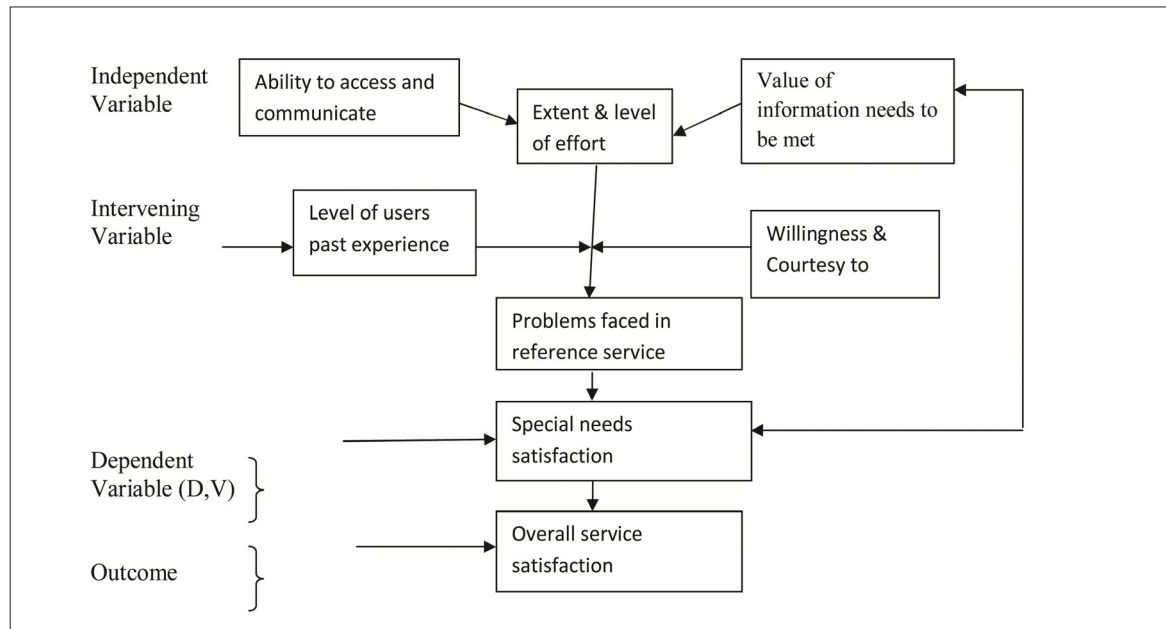 Independent
Variable
Ability to access and
communicate
Extent & level
of effort
Value of
information needs to
be met
Intervening
Variable
Level of users
past experience
Willingness &
Courtesy to
Problems faced in
reference service
Special needs
satisfaction
Dependent
Variable (D,V)
Overall service
satisfaction
Outcome